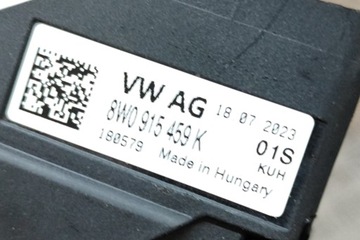 VW AG 18 07 2023
8W0 915 459 K 01S
190579 Made in Hungary KUH